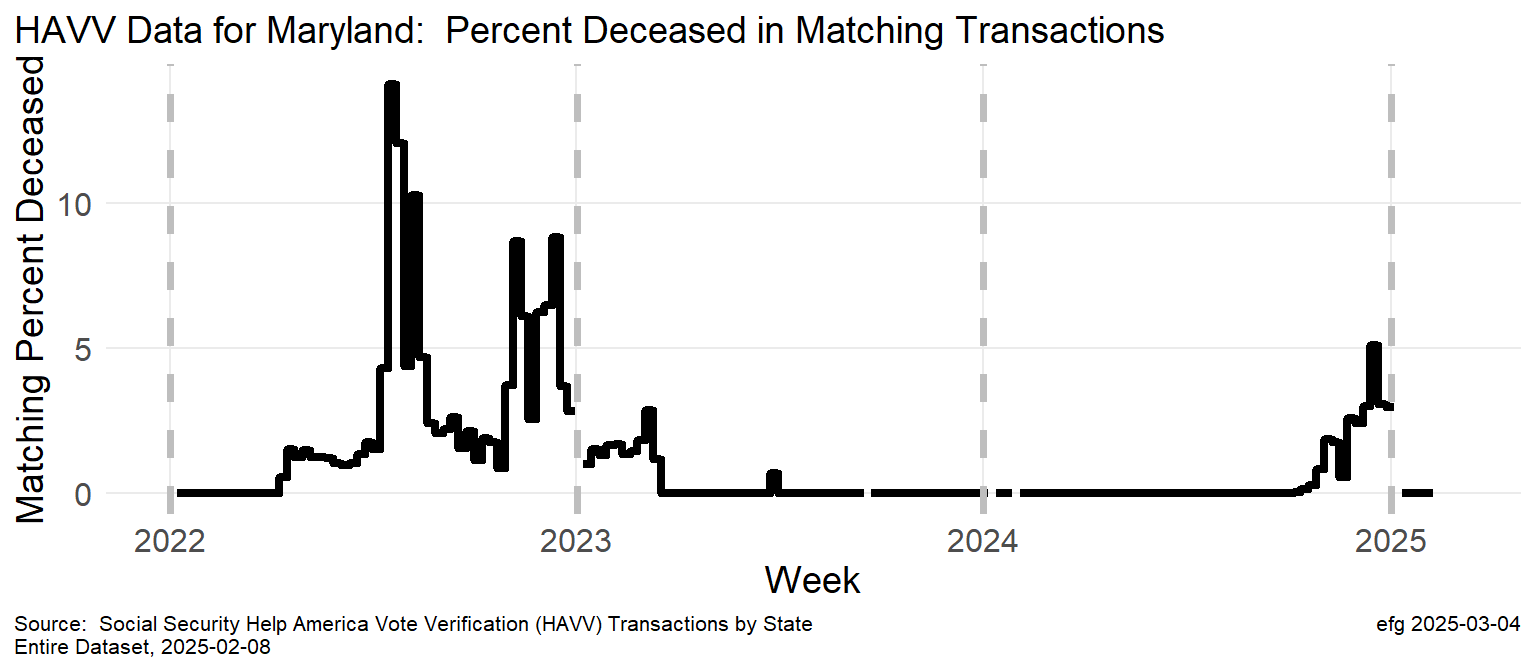 HAVV Data for Maryland:  Percent Deceased in Matching Transactions
Matching Percent Deceased
10
5
0
2022 2023 2024 2025
Week
Source:  Social Security Help America Vote Verification (HAVV) Transactions by State
Entire Dataset, 2025-02-08
efg 2025-03-04